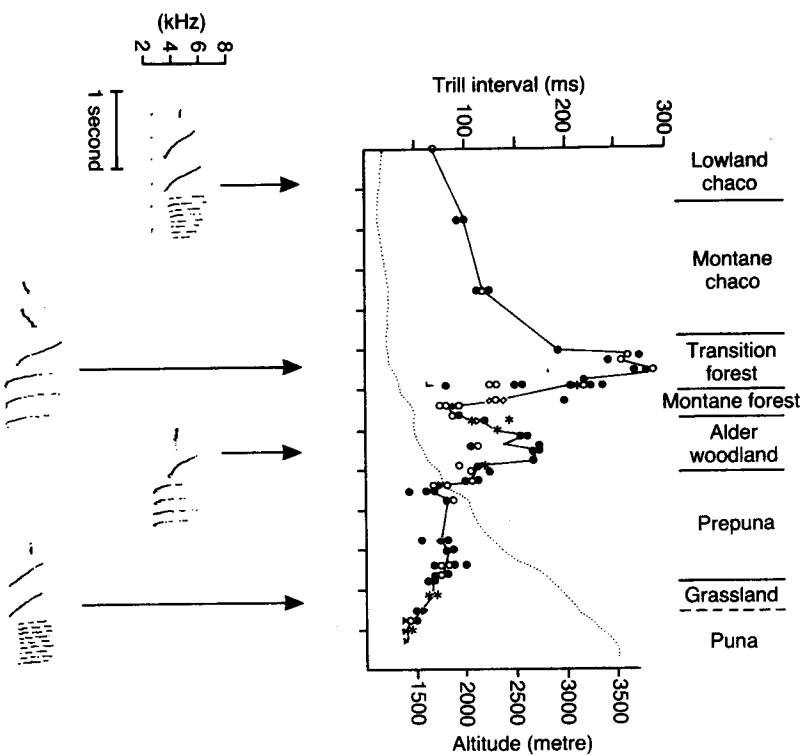 (kHz)
2 4 6 8
1 second
Trill interval (ms)
100 200 300
Lowland
chaco
Montane
chaco
Transition
forest
Montane forest
Alder
woodland
Prepuna
Grassland
Puna
1500 2000 2500 3000 3500
Altitude (metre)